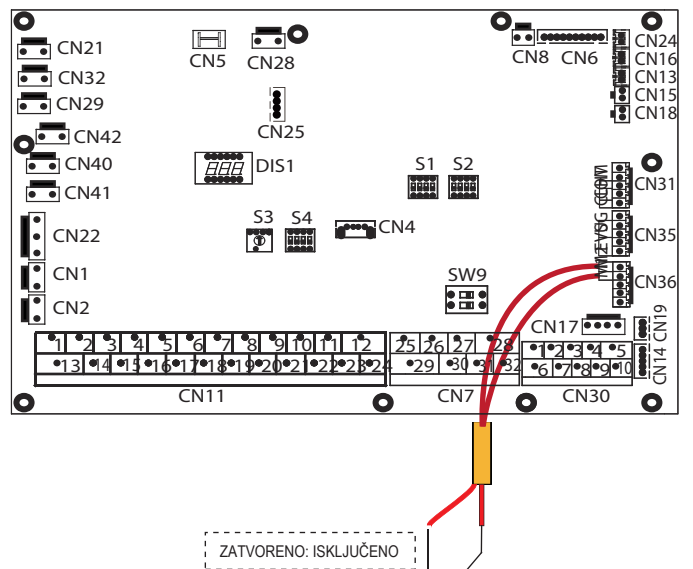 CN21
CN5
CN28
CN8
CN6
CN24
CN16
CN13
CN15
CN18
CN32
CN29
CN25
CN42
CN40
DIS1
CN41
S1
S2
CN31
CN22
S3
S4
CN4
CN35
CN36
CN1
CN2
SW9
CN17
CN19
CN14
1 2 3 4 5 6 7 8 9 10 11 12
13 14 15 16 17 18 19 20 21 22 23 24
CN11
25 26 27 28
29 30 31 32
CN7
1 2 3 4 5
6 7 8 9 10
CN30
ZATVORENO: ISKLJUČENO